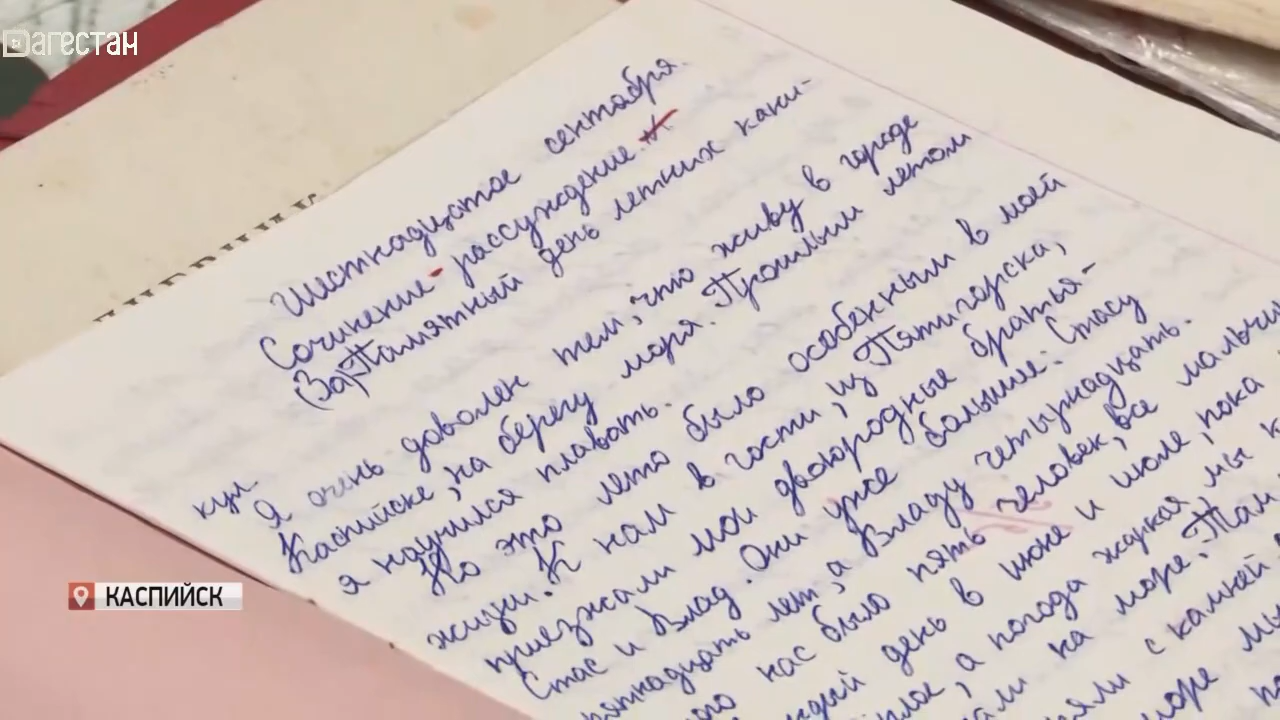 Дагестан
Шестнадцатое сентября.
Сочинение-рассуждение.
Памятный день летних кани-
кул
Я очень доволен тем, что живу в городе
Каспийске, на берегу моря. Прошлым летом
я научился плавать.
Но это лето было особенным в моей
жизни. К нам в гости, из Пятигорска,
приезжали мои двоюродные братья-
Стас и Влад. Они уже большие: Стасу
пятнадцать лет, а Владу четырнадцать.
нас было пять человек, все мальчи
день в июне и июле, пока
а погода жаркая, мы к
на море. Там
с камней в
море мы
КАСПИЙСК